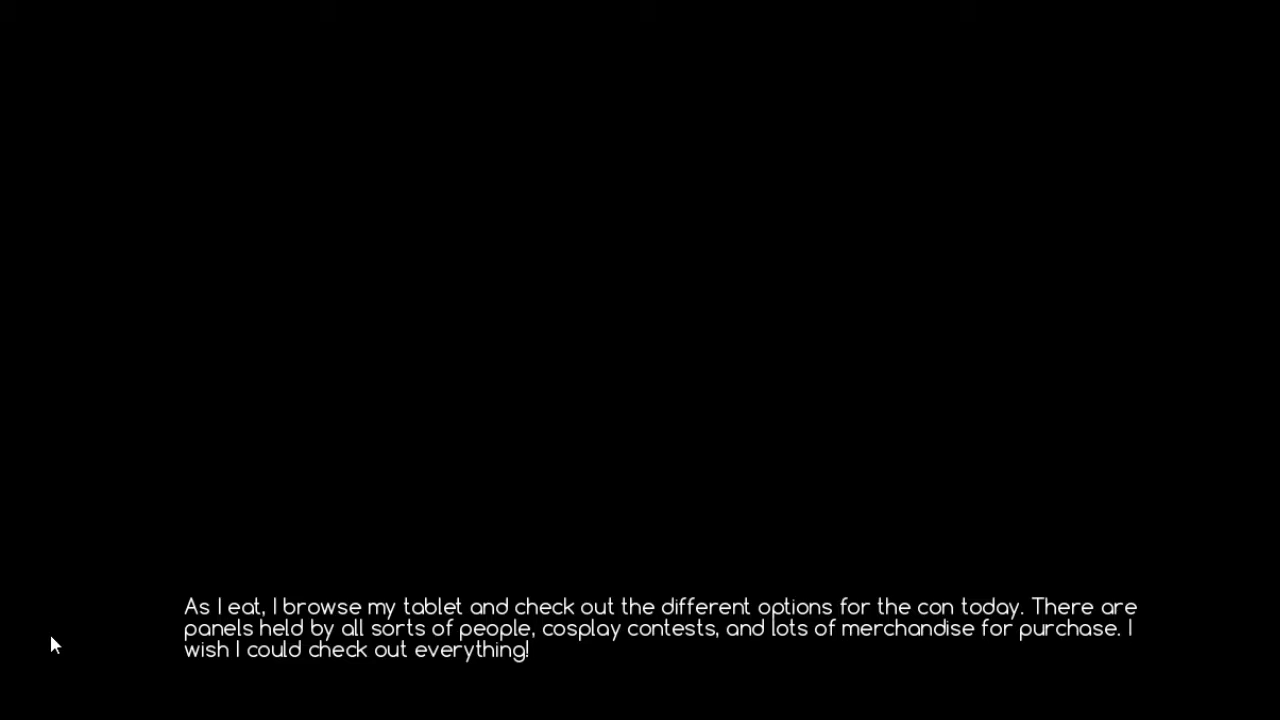 As I eat, I browse my tablet and check out the different options for the con today. There are
panels held by all sorts of people, cosplay contests, and lots of merchandise for purchase. I
wish I could check out everything!